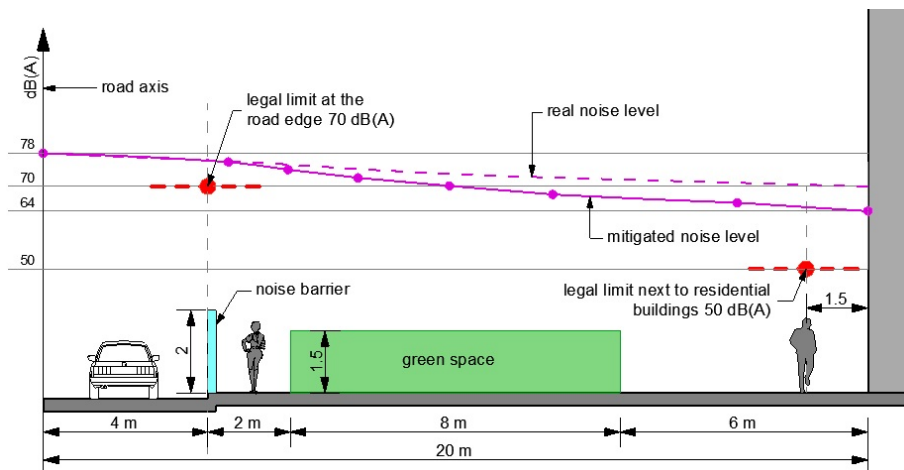 dB(A)
road axis
legal limit at the
road edge 70 dB(A)
real noise level
78
70
64
mitigated noise level
50
noise barrier
legal limit next to residential
buildings 50 dB(A)
1.5
2
1.5
green space
4 m
2 m
8 m
6 m
20 m